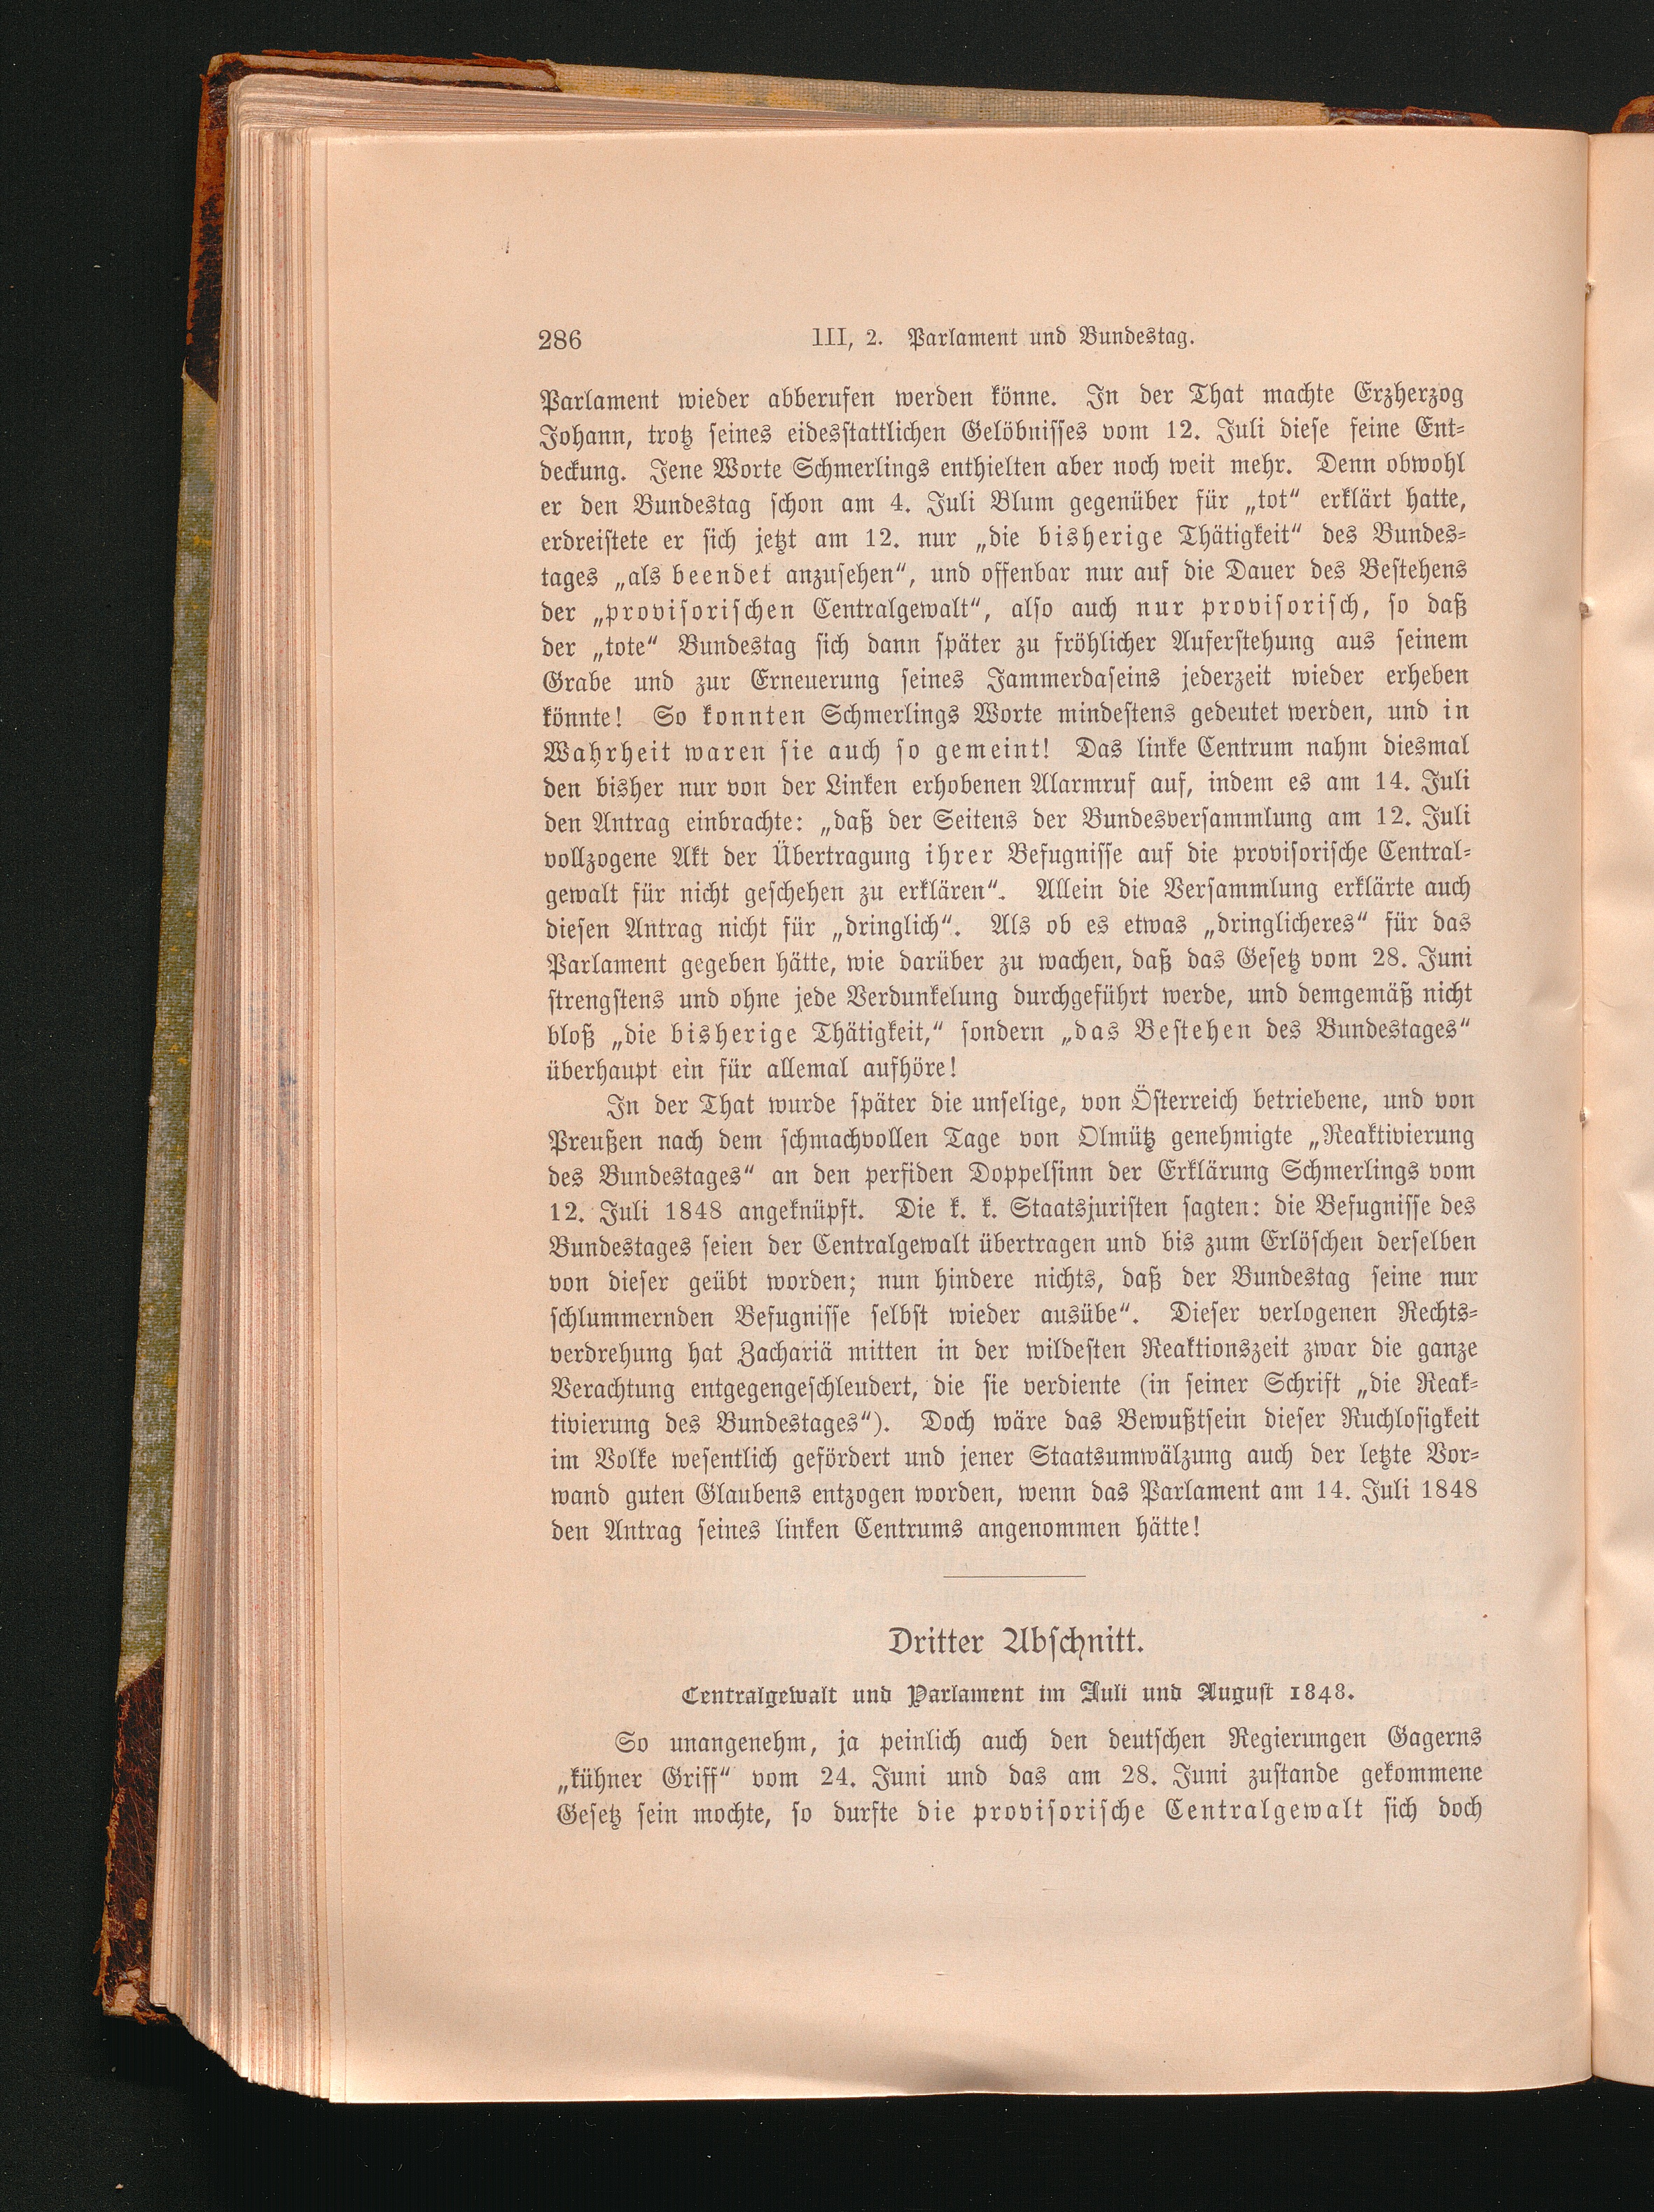 286 III, 2. Parlament und Bundestag.
Parlament wieder abberufen werden könne. In der That machte Erzherzog
Johann, trotz seines eidesstattlichen Gelöbnisses vom 12. Juli diese feine Ent-
deckung. Jene Worte Schmerlings enthielten aber noch weit mehr. Denn obwohl
er den Bundestag schon am 4. Juli Blum gegenüber für „tot“ erklärt hatte,
erdreistete er sich jetzt am 12. nur „die bisherige Thätigkeit“ des Bundes-
tages „als beendet anzusehen“, und offenbar nur auf die Dauer des Bestehens
der „provisorischen Centralgewalt“, also auch nur provisorisch, so daß
der „tote“ Bundestag sich dann später zu fröhlicher Auferstehung aus seinem
Grabe und zur Erneuerung seines Jammerdaseins jederzeit wieder erheben
könnte! So konnten Schmerlings Worte mindestens gedeutet werden, und in
Wahrheit waren sie auch so gemeint! Das linke Centrum nahm diesmal
den bisher nur von der Linken erhobenen Alarmruf auf, indem es am 14. Juli
den Antrag einbrachte: „daß der Seitens der Bundesversammlung am 12. Juli
vollzogene Akt der Übertragung ihrer Befugnisse auf die provisorische Central-
gewalt für nicht geschehen zu erklären“. Allein die Versammlung erklärte auch
diesen Antrag nicht für „dringlich“. Als ob es etwas „dringlicheres“ für das
Parlament gegeben hätte, wie darüber zu wachen, daß das Gesetz vom 28. Juni
strengstens und ohne jede Verdunkelung durchgeführt werde, und demgemäß nicht
bloß „die bisherige Thätigkeit,“ sondern „das Bestehen des Bundestages“
überhaupt ein für allemal aufhöre!
In der That wurde später die unselige, von Österreich betriebene, und von
Preußen nach dem schmachvollen Tage von Olmütz genehmigte „Reaktivierung
des Bundestages“ an den perfiden Doppelsinn der Erklärung Schmerlings vom
12. Juli 1848 angeknüpft. Die k. k. Staatsjuristen sagten: die Befugnisse des
Bundestages seien der Centralgewalt übertragen und bis zum Erlöschen derselben
von dieser geübt worden; nun hindere nichts, daß der Bundestag seine nur
schlummernden Befugnisse selbst wieder ausübe“. Dieser verlogenen Rechts-
verdrehung hat Zachariä mitten in der wildesten Reaktionszeit zwar die ganze
Verachtung entgegengeschleudert, die sie verdiente (in seiner Schrift „die Reak-
tivierung des Bundestages“). Doch wäre das Bewußtsein dieser Ruchlosigkeit
im Volke wesentlich gefördert und jener Staatsumwälzung auch der letzte Vor-
wand guten Glaubens entzogen worden, wenn das Parlament am 14. Juli 1848
den Antrag seines linken Centrums angenommen hätte!
Dritter Abschnitt.
Centralgewalt und Parlament im Juli und August 1848.
So unangenehm, ja peinlich auch den deutschen Regierungen Gagerns
„kühner Griff“ vom 24. Juni und das am 28. Juni zustande gekommene
Gesetz sein mochte, so durfte die provisorische Centralgewalt sich doch